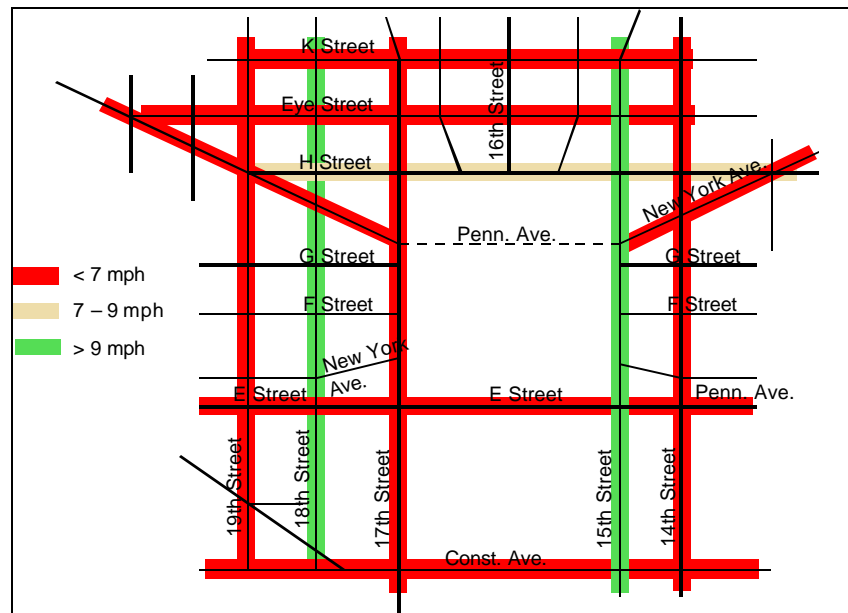 K Street
Eye Street
16th Street
H Street
New York Ave.
Penn. Ave.
G Street
G Street
< 7 mph
7 – 9 mph
F Street
F Street
> 9 mph
New York
Ave.
E Street
E Street
Penn. Ave.
19th Street
18th Street
17th Street
15th Street
14th Street
Const. Ave.